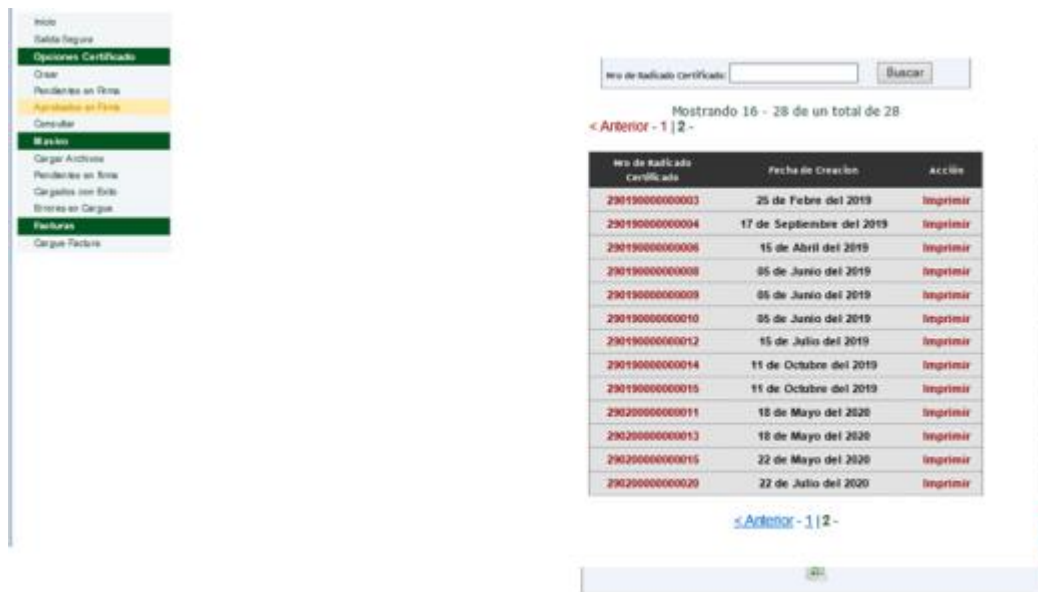 Inicio
Salida Segura
Opciones Certificado
Crear
Pendientes en Firma
Aprobados en Firma
Consultar
Masivo
Cargar Archivos
Pendientes en firma
Cargados con Exito
Errores en Cargue
Facturas
Cargue Factura
Nro de Radicado Certificado: Buscar
Mostrando 16 - 28 de un total de 28
< Anterior - 1 | 2 -
Nro de Radicado Certificado Fecha de Creacion Acción
290190000000003 25 de Febre del 2019 Imprimir
290190000000004 17 de Septiembre del 2019 Imprimir
290190000000006 15 de Abril del 2019 Imprimir
290190000000008 05 de Junio del 2019 Imprimir
290190000000009 05 de Junio del 2019 Imprimir
290190000000010 05 de Junio del 2019 Imprimir
290190000000012 15 de Julio del 2019 Imprimir
290190000000014 11 de Octubre del 2019 Imprimir
290190000000015 11 de Octubre del 2019 Imprimir
290200000000011 18 de Mayo del 2020 Imprimir
290200000000013 18 de Mayo del 2020 Imprimir
290200000000015 22 de Mayo del 2020 Imprimir
290200000000020 22 de Julio del 2020 Imprimir
< Anterior - 1 | 2 -